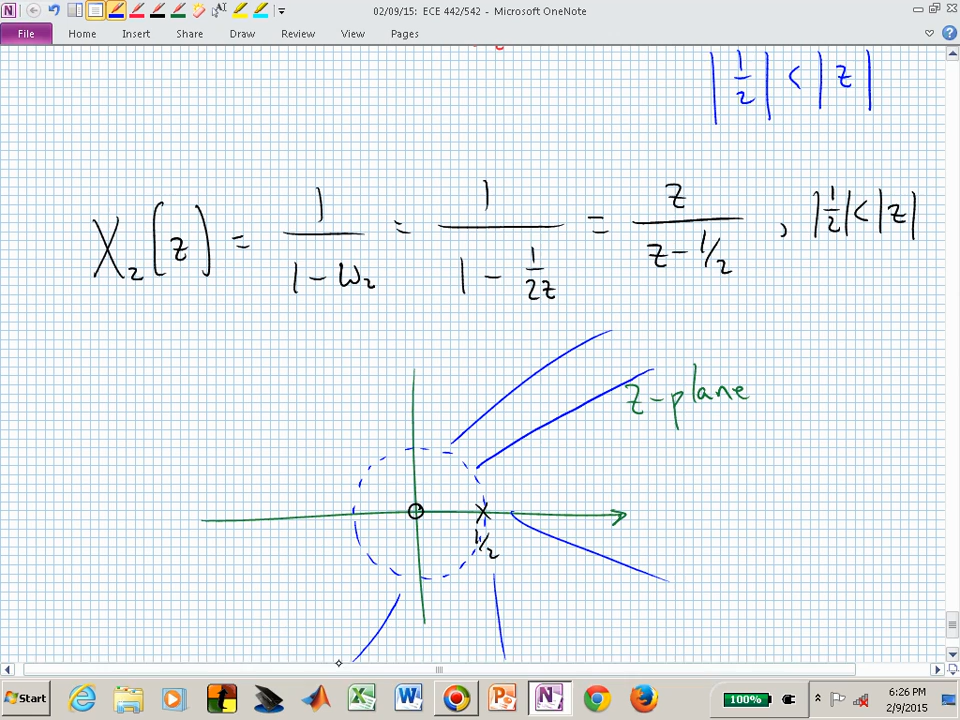 02/09/15: ECE 442/542 - Microsoft OneNote
File Home Insert Share Draw Review View Pages
|1/2| < |z|
X₂(z) = 1/(1 - W₂) = 1/(1 - 1/(2z)) = z/(z - 1/2) , |1/2| < |z|
z-plane
1/2
Start
100%
6:26 PM
2/9/2015